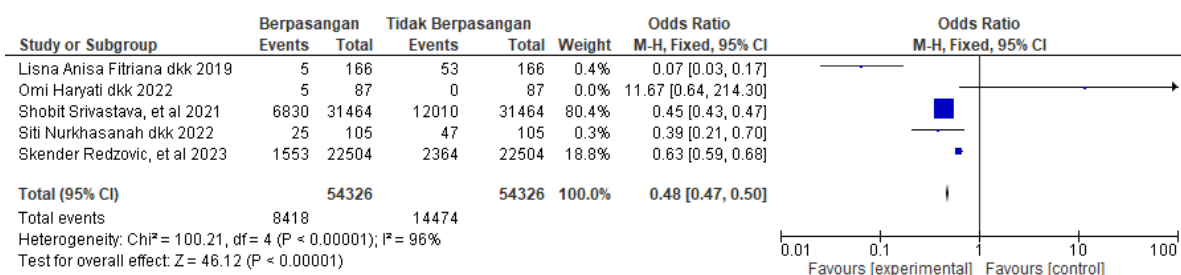 Berpasangan Tidak Berpasangan Odds Ratio Odds Ratio
Study or Subgroup Events Total Events Total Weight M-H, Fixed, 95% CI M-H, Fixed, 95% CI
Lisna Anisa Fitriana dkk 2019 5 166 53 166 0.4% 0.07 [0.03, 0.17]
Omi Haryati dkk 2022 5 87 0 87 0.0% 11.67 [0.64, 214.30]
Shobit Srivastava, et al 2021 6830 31464 12010 31464 80.4% 0.45 [0.43, 0.47]
Siti Nurkhasanah dkk 2022 25 105 47 105 0.3% 0.39 [0.21, 0.70]
Skender Redzovic, et al 2023 1553 22504 2364 22504 18.8% 0.63 [0.59, 0.68]
Total (95% CI) 54326 54326 100.0% 0.48 [0.47, 0.50]
Total events 8418 14474
Heterogeneity: Chi² = 100.21, df = 4 (P < 0.00001); I² = 96%
Test for overall effect: Z = 46.12 (P < 0.00001)
0.01 0.1 1 10 100
Favours [experimental] Favours [control]